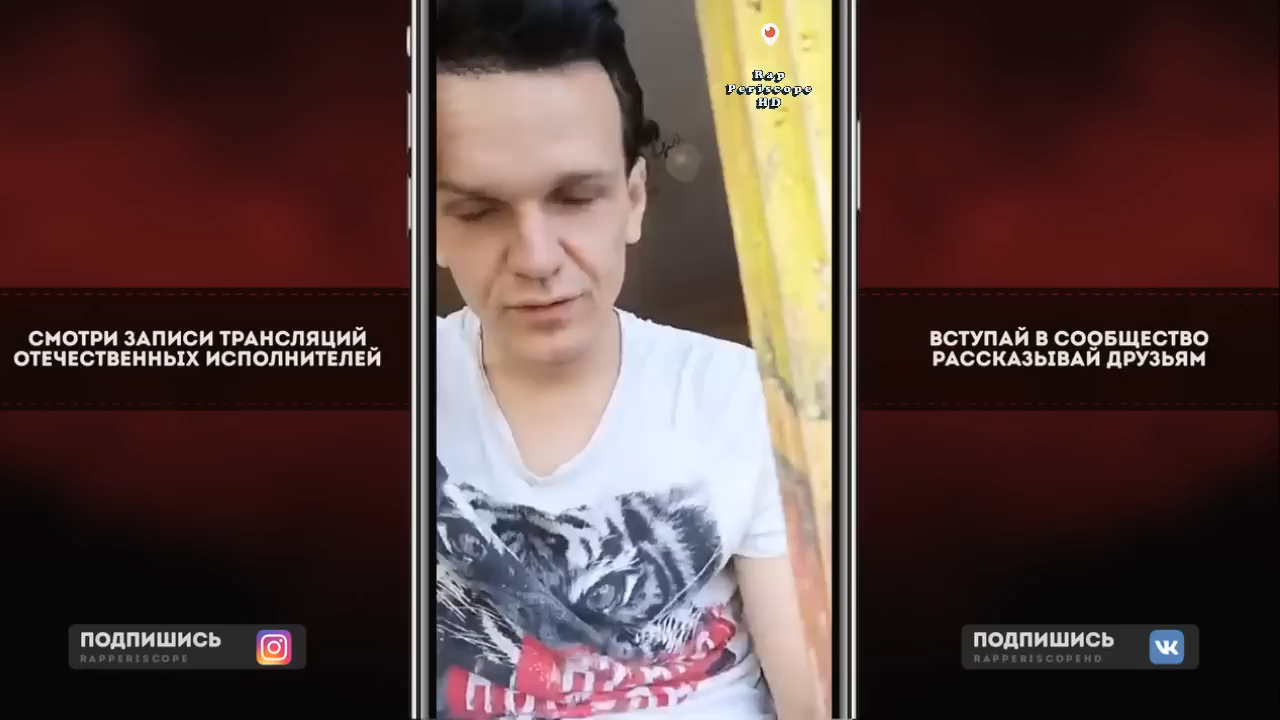 Rap
Periscope
HD
СМОТРИ ЗАПИСИ ТРАНСЛЯЦИЙ
ОТЕЧЕСТВЕННЫХ ИСПОЛНИТЕЛЕЙ
ВСТУПАЙ В СООБЩЕСТВО
РАССКАЗЫВАЙ ДРУЗЬЯМ
ПОДПИШИСЬ
RAPPERISCOPE
ПОДПИШИСЬ
RAPPERISCOPEHD